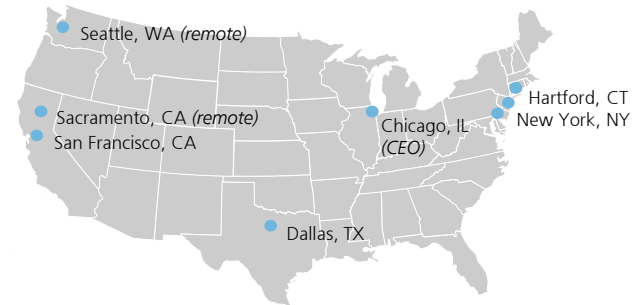 Seattle, WA (remote)
Hartford, CT
Sacramento, CA (remote)
New York, NY
Chicago, IL
(CEO)
San Francisco, CA
Dallas, TX